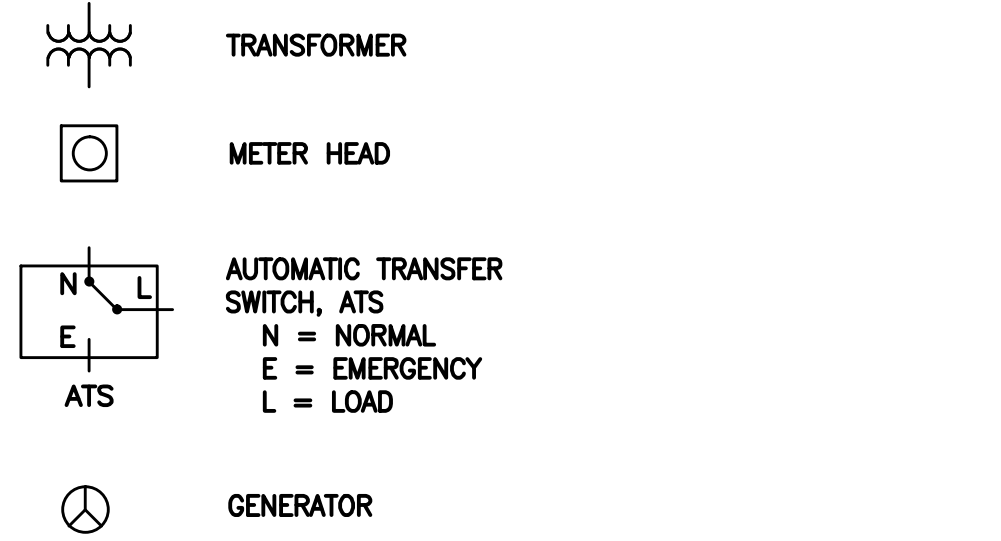 TRANSFORMER
METER HEAD
N L
E
ATS
AUTOMATIC TRANSFER
SWITCH, ATS
N = NORMAL
E = EMERGENCY
L = LOAD
GENERATOR